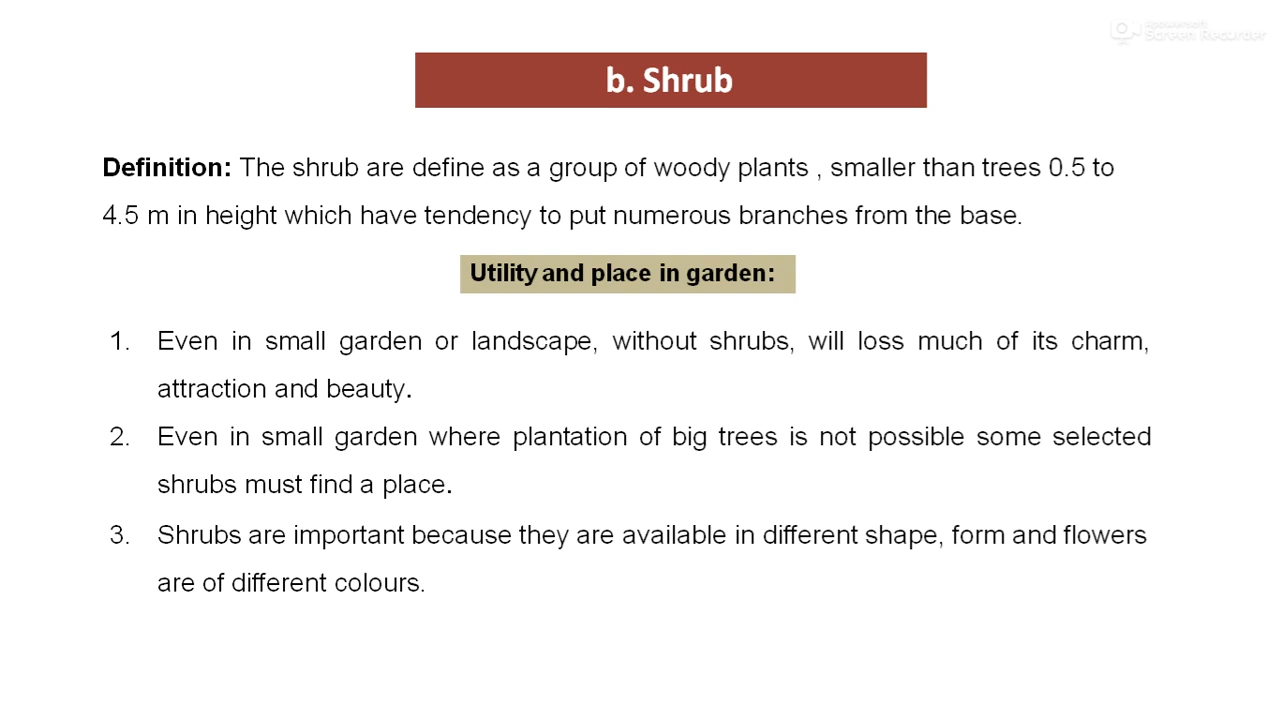 Apowersoft
Screen Recorder
b. Shrub
Definition: The shrub are define as a group of woody plants , smaller than trees 0.5 to
4.5 m in height which have tendency to put numerous branches from the base.
Utility and place in garden:
1. Even in small garden or landscape, without shrubs, will loss much of its charm,
attraction and beauty.
2. Even in small garden where plantation of big trees is not possible some selected
shrubs must find a place.
3. Shrubs are important because they are available in different shape, form and flowers
are of different colours.